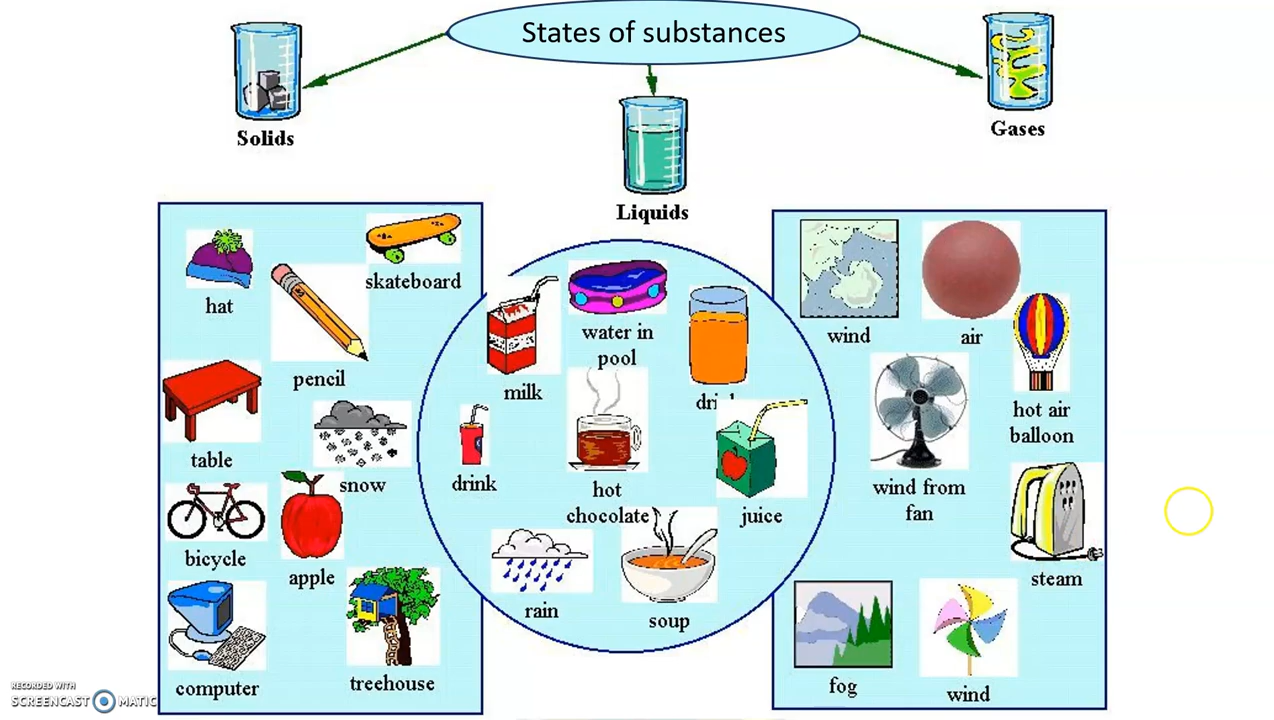 States of substances
Solids
Liquids
Gases
hat
skateboard
pencil
table
snow
bicycle
apple
computer
treehouse
milk
water in
pool
drink
hot
chocolate
juice
rain
soup
wind
air
hot air
balloon
wind from
fan
steam
fog
wind
RECORDED WITH
SCREENCAST MATIC